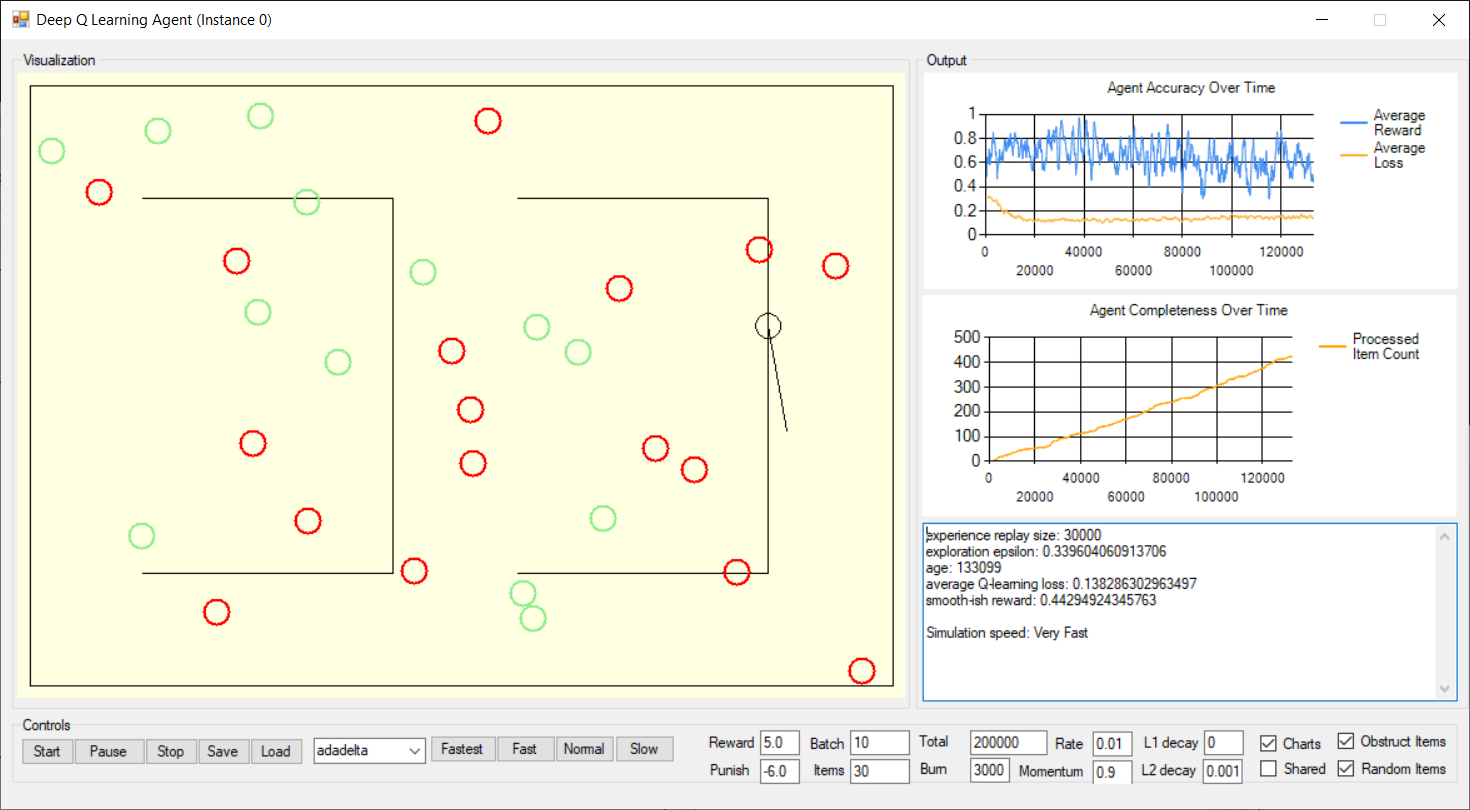 Deep Q Learning Agent (Instance 0)
Visualization
Output
Agent Accuracy Over Time
1
0.8
0.6
0.4
0.2
0
0 40000 80000 120000
20000 60000 100000
Average
Reward
Average
Loss
Agent Completeness Over Time
500
400
300
200
100
0
0 40000 80000 120000
20000 60000 100000
Processed
Item Count
experience replay size: 30000
exploration epsilon: 0.339604060913706
age: 133099
average Q-learning loss: 0.138286302963497
smooth-ish reward: 0.44294924345763
Simulation speed: Very Fast
Controls
Start Pause Stop Save Load adadelta Fastest Fast Normal Slow
Reward 5.0 Batch 10 Total 200000 Rate 0.01 L1 decay 0 Charts Obstruct Items
Punish -6.0 Items 30 Burn 3000 Momentum 0.9 L2 decay 0.001 Shared Random Items